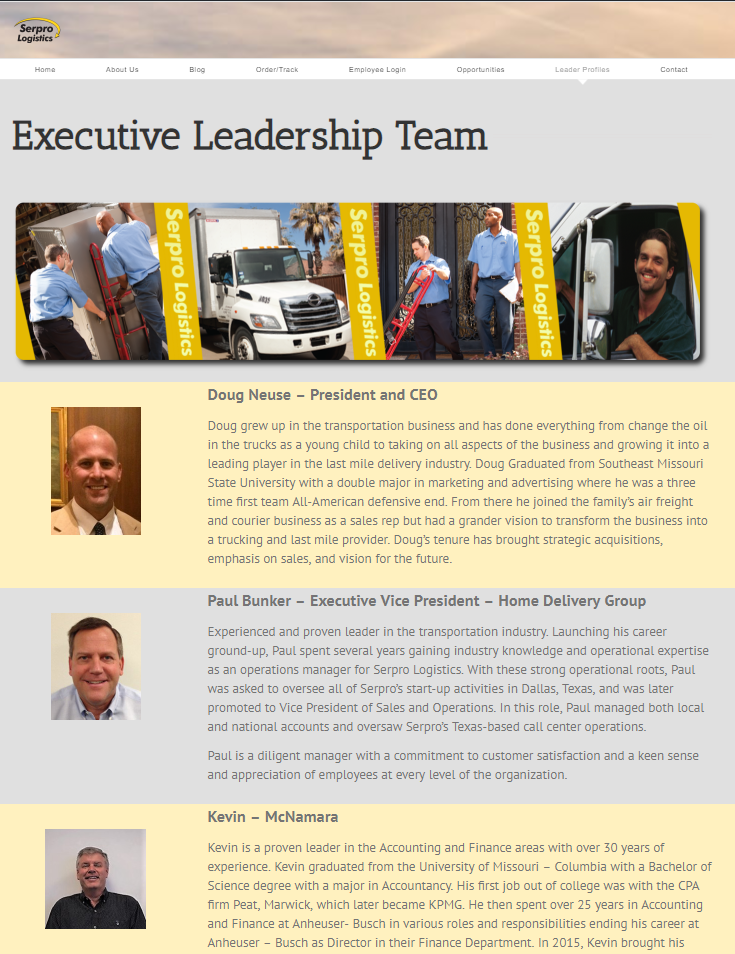 Serpro
Logistics
Home
About Us
Blog
Order/Track
Employee Login
Opportunities
Leader Profiles
Contact
Executive Leadership Team
Serpro Logistics
Serpro Logistics
Serpro Logistics
Doug Neuse – President and CEO
Doug grew up in the transportation business and has done everything from change the oil
in the trucks as a young child to taking on all aspects of the business and growing it into a
leading player in the last mile delivery industry. Doug Graduated from Southeast Missouri
State University with a double major in marketing and advertising where he was a three
time first team All-American defensive end. From there he joined the family's air freight
and courier business as a sales rep but had a grander vision to transform the business into
a trucking and last mile provider. Doug's tenure has brought strategic acquisitions,
emphasis on sales, and vision for the future.
Paul Bunker – Executive Vice President – Home Delivery Group
Experienced and proven leader in the transportation industry. Launching his career
ground-up, Paul spent several years gaining industry knowledge and operational expertise
as an operations manager for Serpro Logistics. With these strong operational roots, Paul
was asked to oversee all of Serpro's start-up activities in Dallas, Texas, and was later
promoted to Vice President of Sales and Operations. In this role, Paul managed both local
and national accounts and oversaw Serpro's Texas-based call center operations.
Paul is a diligent manager with a commitment to customer satisfaction and a keen sense
and appreciation of employees at every level of the organization.
Kevin – McNamara
Kevin is a proven leader in the Accounting and Finance areas with over 30 years of
experience. Kevin graduated from the University of Missouri – Columbia with a Bachelor of
Science degree with a major in Accountancy. His first job out of college was with the CPA
firm Peat, Marwick, which later became KPMG. He then spent over 25 years in Accounting
and Finance at Anheuser- Busch in various roles and responsibilities ending his career at
Anheuser – Busch as Director in their Finance Department. In 2015, Kevin brought his